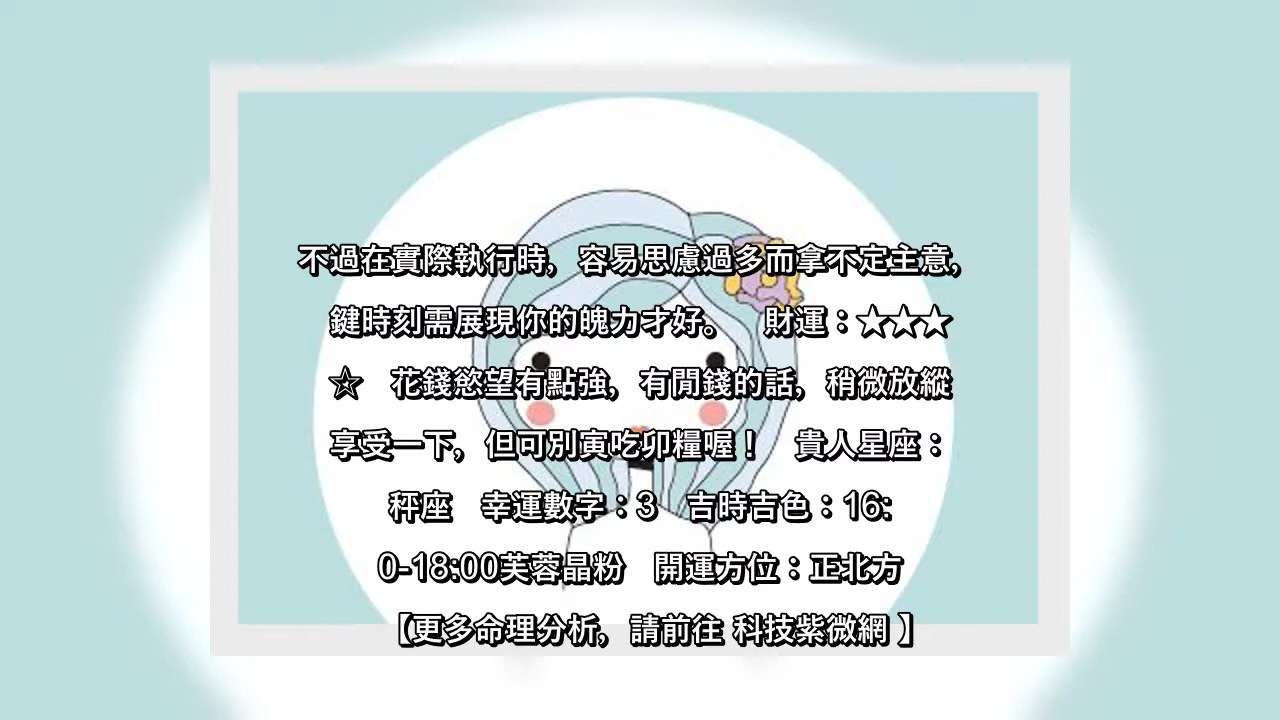 不過在實際執行時，容易思慮過多而拿不定主意，
鍵時刻需展現你的魄力才好。　財運：★★★
☆　花錢慾望有點強，有閒錢的話，稍微放縱
享受一下，但可別寅吃卯糧喔！　貴人星座：
秤座　幸運數字：3　吉時吉色：16:
0-18:00芙蓉晶粉　開運方位：正北方
【更多命理分析，請前往 科技紫微網 】